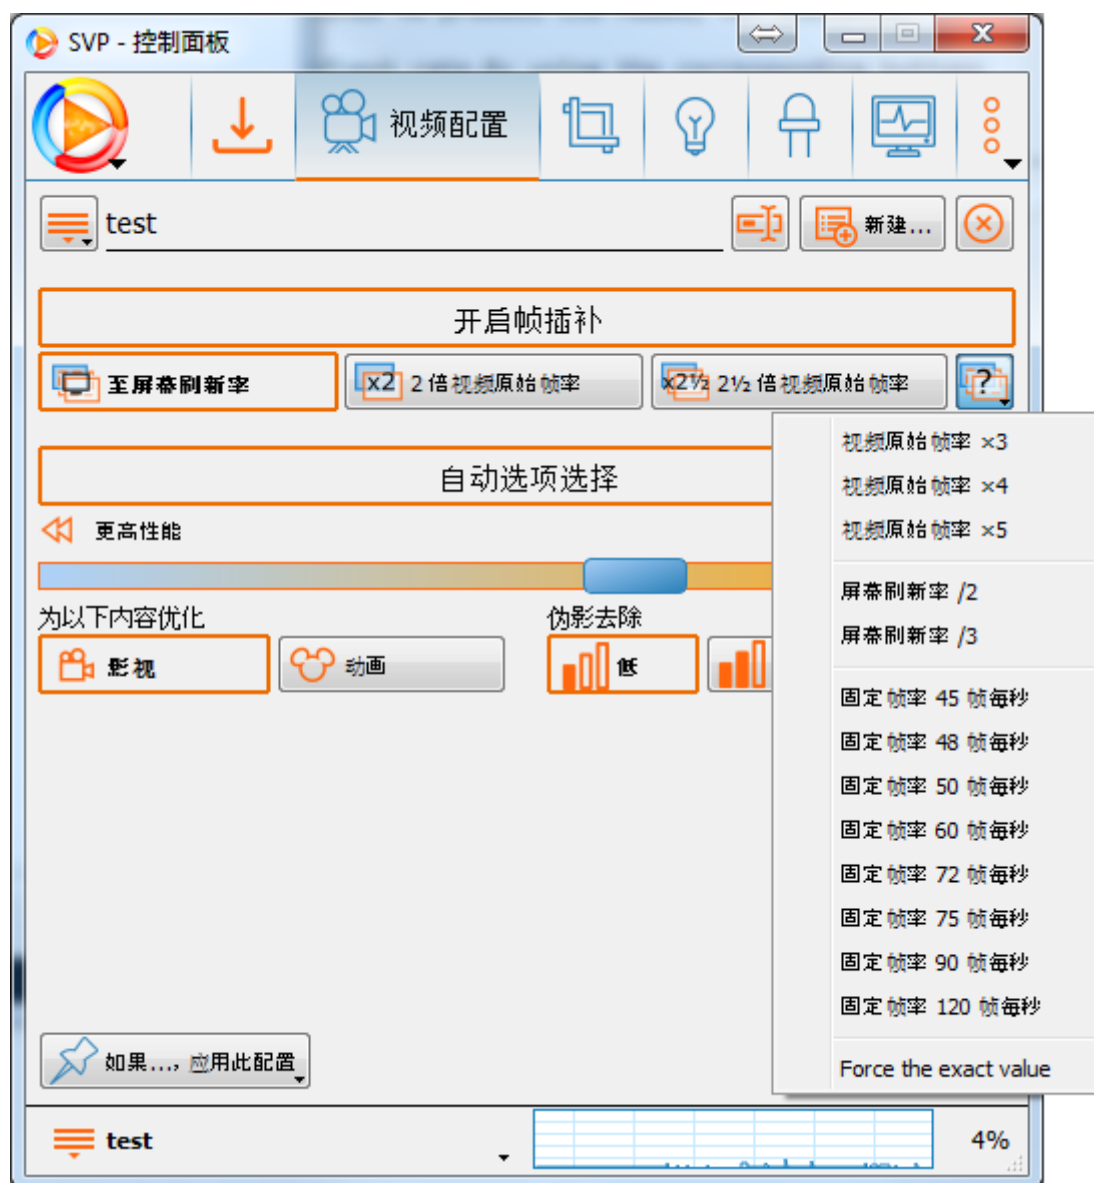 SVP - 控制面板
视频配置
test
新建...
开启帧插补
至屏幕刷新率
x2 2 倍视频原始帧率
x2½ 2½ 倍视频原始帧率
?
视频原始帧率 ×3
视频原始帧率 ×4
视频原始帧率 ×5
屏幕刷新率 /2
屏幕刷新率 /3
固定帧率 45 帧每秒
固定帧率 48 帧每秒
固定帧率 50 帧每秒
固定帧率 60 帧每秒
固定帧率 72 帧每秒
固定帧率 75 帧每秒
固定帧率 90 帧每秒
固定帧率 120 帧每秒
Force the exact value
自动选项选择
更高性能
为以下内容优化
伪影去除
影视
动画
低
如果..., 应用此配置
test
4%